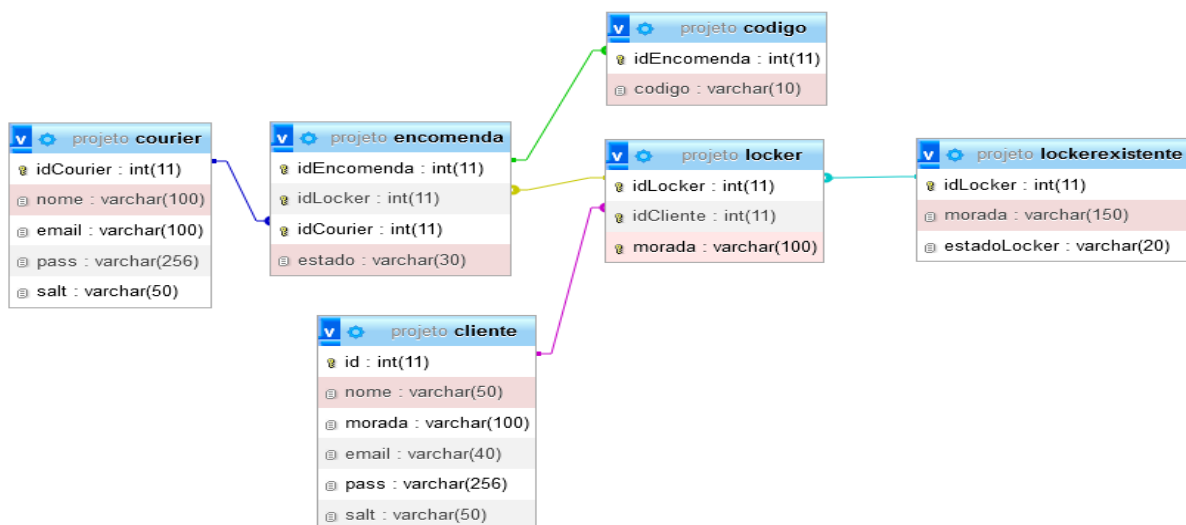 projeto codigo
idEncomenda : int(11)
codigo : varchar(10)
projeto courier
idCourier : int(11)
nome : varchar(100)
email : varchar(100)
pass : varchar(256)
salt : varchar(50)
projeto encomenda
idEncomenda : int(11)
idLocker : int(11)
idCourier : int(11)
estado : varchar(30)
projeto locker
idLocker : int(11)
idCliente : int(11)
morada : varchar(100)
projeto lockerexistente
idLocker : int(11)
morada : varchar(150)
estadoLocker : varchar(20)
projeto cliente
id : int(11)
nome : varchar(50)
morada : varchar(100)
email : varchar(40)
pass : varchar(256)
salt : varchar(50)